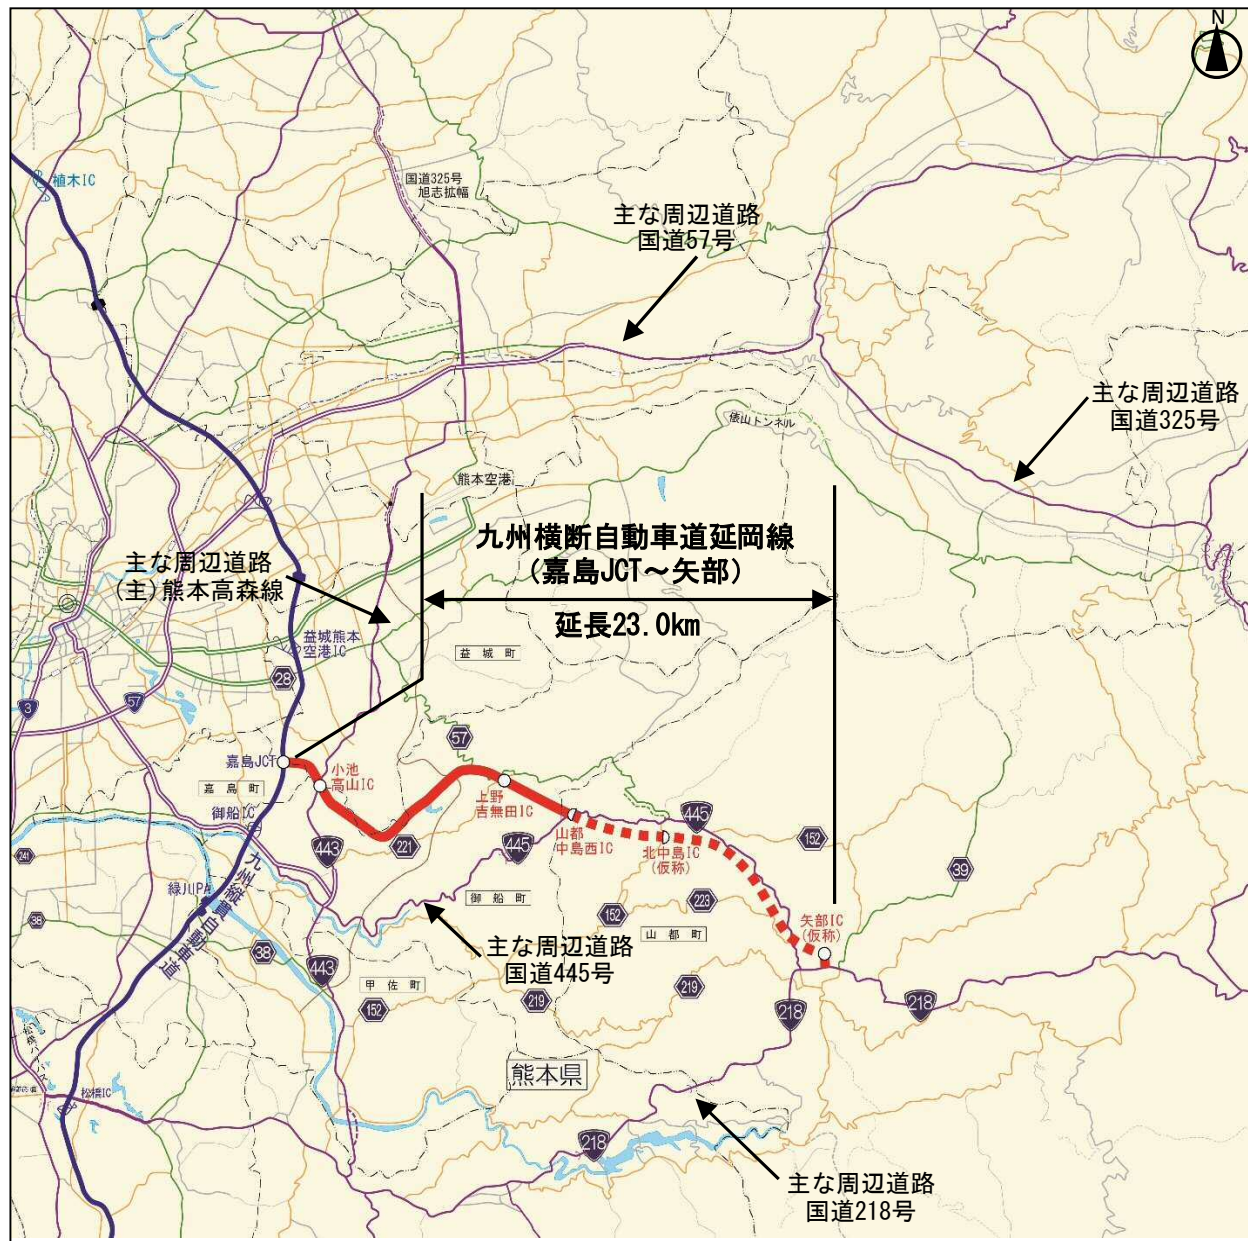 N
植木IC
国道325号
旭志拡幅
主な周辺道路
国道57号
主な周辺道路
国道325号
俵山トンネル
熊本空港
九州横断自動車道延岡線
(嘉島JCT～矢部)
延長23.0km
主な周辺道路
(主)熊本高森線
益城熊本
空港IC
益城町
28
3
57
57
嘉島JCT
小池
高山IC
嘉島町
御船IC
上野
吉無田IC
山都
中島西IC
北中島IC
(仮称)
445
443
221
445
152
39
241
緑川PA
九州縦貫自動車道
御船町
152
223
山都町
矢部IC
(仮称)
38
38
443
主な周辺道路
国道445号
甲佐町
152
219
219
218
218
熊本県
松橋IC
218
主な周辺道路
国道218号